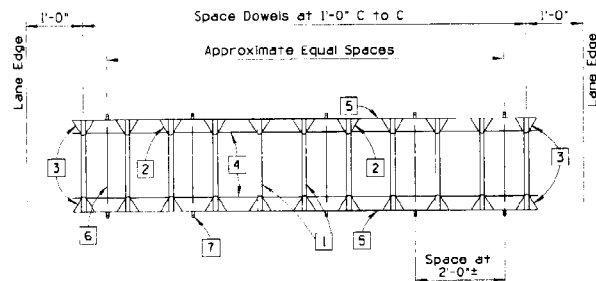 1'-0"
Space Dowels at 1'-0" C to C
1'-0"
Approximate Equal Spaces
Lane Edge
Lane Edge
5
3
2
4
2
3
6
7
1
5
Space at
2'-0"±